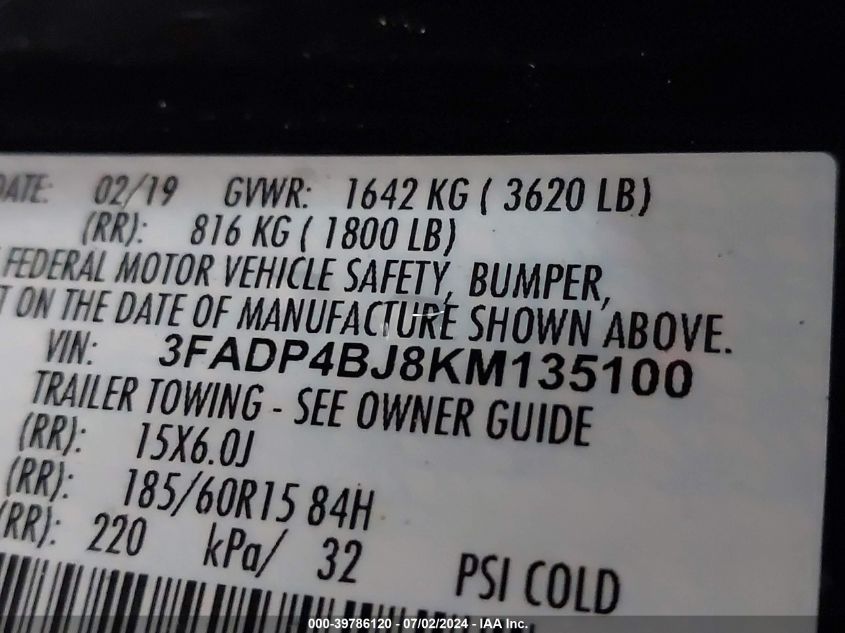 DATE: 02/19 GVWR: 1642 KG ( 3620 LB)
(RR): 816 KG ( 1800 LB)
FEDERAL MOTOR VEHICLE SAFETY, BUMPER,
T ON THE DATE OF MANUFACTURE SHOWN ABOVE.
VIN: 3FADP4BJ8KM135100
TRAILER TOWING - SEE OWNER GUIDE
(RR): 15X6.0J
(RR): 185/60R15 84H
(RR): 220 kPa/ 32 PSI COLD
000-39786120 - 07/02/2024 - IAA Inc.